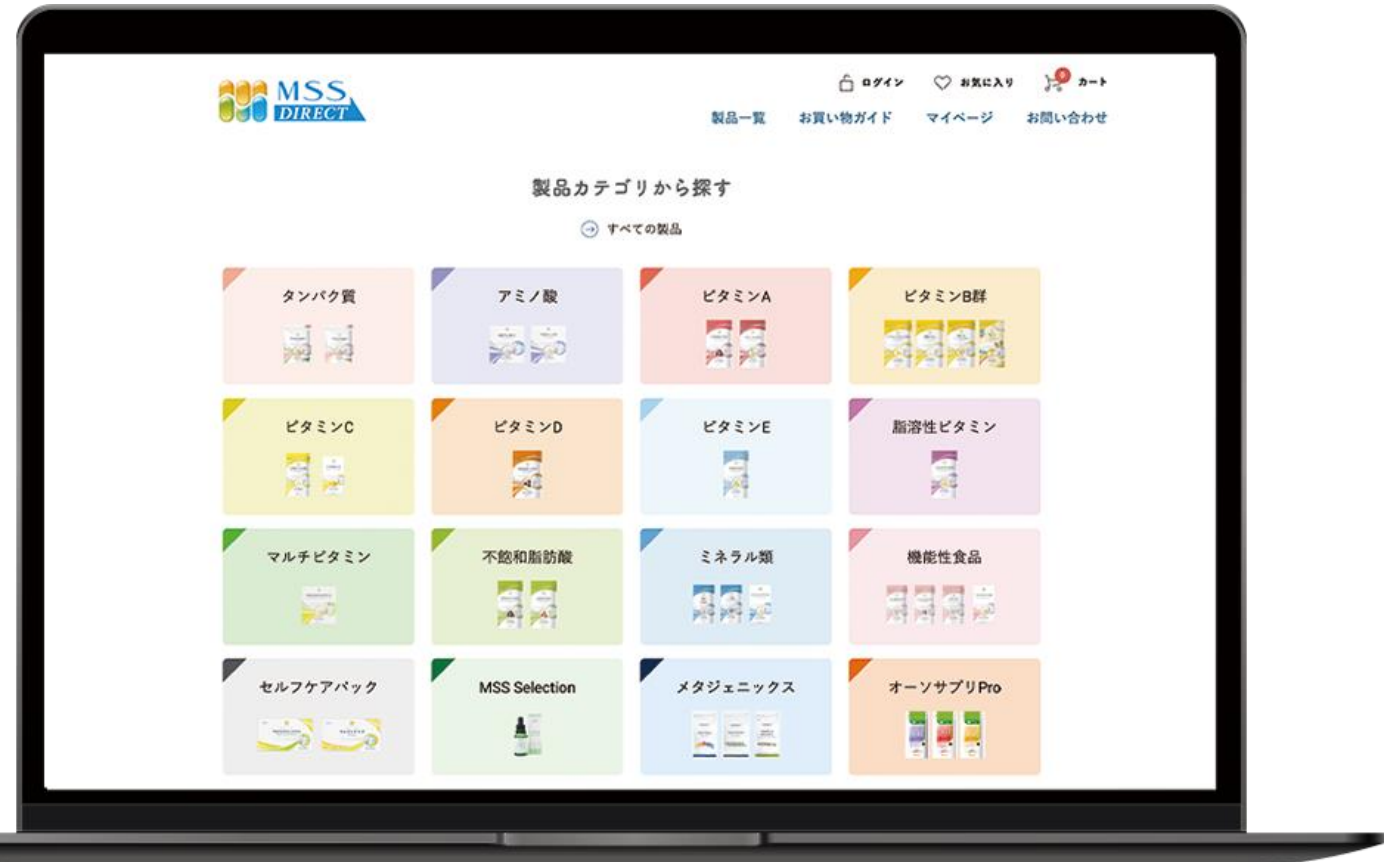 MSS
DIRECT
ログイン お気に入り 0 カート
製品一覧 お買い物ガイド マイページ お問い合わせ
製品カテゴリから探す
すべての製品
タンパク質 アミノ酸 ビタミンA ビタミンB群
ビタミンC ビタミンD ビタミンE 脂溶性ビタミン
マルチビタミン 不飽和脂肪酸 ミネラル類 機能性食品
セルフケアパック MSS Selection メタジェニックス オーソサプリPro